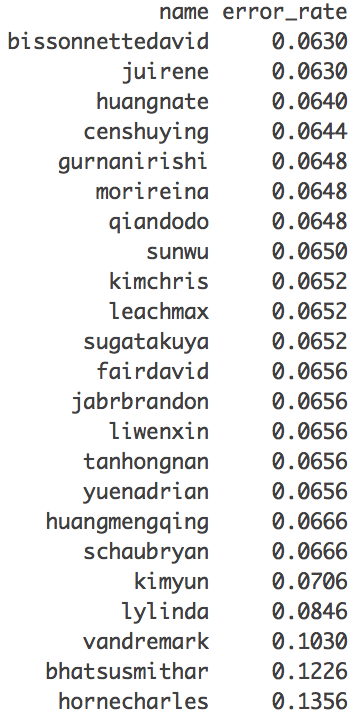 name error_rate
bissonnettedavid 0.0630
juirene 0.0630
huangnate 0.0640
censhuying 0.0644
gurnanirishi 0.0648
morireina 0.0648
qiandodo 0.0648
sunwu 0.0650
kimchris 0.0652
leachmax 0.0652
sugatakuya 0.0652
fairdavid 0.0656
jabrbrandon 0.0656
liwenxin 0.0656
tanhongnan 0.0656
yuenadrian 0.0656
huangmengqing 0.0666
schaubryan 0.0666
kimyun 0.0706
lylinda 0.0846
vandremark 0.1030
bhatsusmithar 0.1226
hornecharles 0.1356